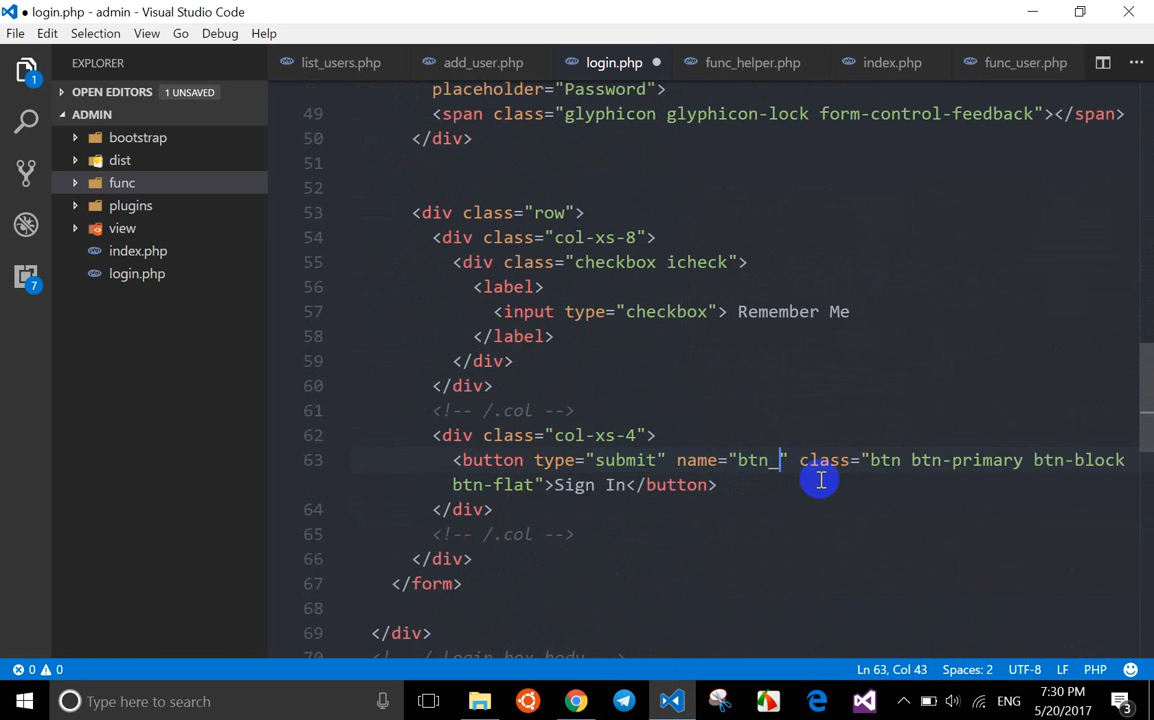 ● login.php - admin - Visual Studio Code
File Edit Selection View Go Debug Help
EXPLORER
list_users.php add_user.php login.php func_helper.php index.php func_user.php
OPEN EDITORS 1 UNSAVED
ADMIN
bootstrap
dist
func
plugins
view
index.php
login.php
1
7
placeholder="Password">
49 <span class="glyphicon glyphicon-lock form-control-feedback"></span>
50 </div>
51
52
53 <div class="row">
54 <div class="col-xs-8">
55 <div class="checkbox icheck">
56 <label>
57 <input type="checkbox"> Remember Me
58 </label>
59 </div>
60 </div>
61 <!-- /.col -->
62 <div class="col-xs-4">
63 <button type="submit" name="btn_" class="btn btn-primary btn-block
btn-flat">Sign In</button>
64 </div>
65 <!-- /.col -->
66 </div>
67 </form>
68
69 </div>
70 <!-- /.login-box-body -->
0 0 Ln 63, Col 43 Spaces: 2 UTF-8 LF PHP
Type here to search ENG 7:30 PM
5/20/2017 3